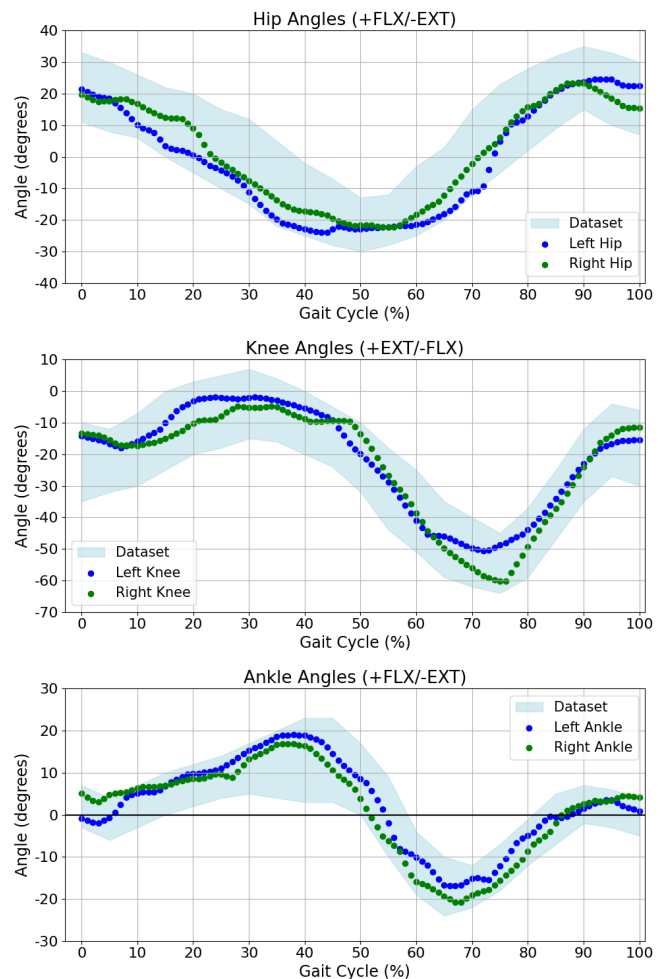 Hip Angles (+FLX/-EXT)
40
30
20
10
0
-10
-20
-30
-40
Angle (degrees)
Dataset
Left Hip
Right Hip
0 10 20 30 40 50 60 70 80 90 100
Gait Cycle (%)
Knee Angles (+EXT/-FLX)
10
0
-10
-20
-30
-40
-50
-60
-70
Angle (degrees)
Dataset
Left Knee
Right Knee
0 10 20 30 40 50 60 70 80 90 100
Gait Cycle (%)
Ankle Angles (+FLX/-EXT)
30
20
10
0
-10
-20
-30
Angle (degrees)
Dataset
Left Ankle
Right Ankle
0 10 20 30 40 50 60 70 80 90 100
Gait Cycle (%)